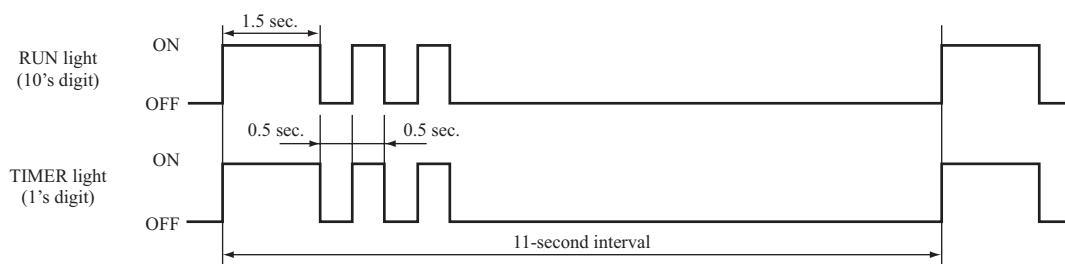 1.5 sec.
RUN light
(10’s digit)
ON
OFF
0.5 sec.
0.5 sec.
TIMER light
(1’s digit)
ON
OFF
11-second interval